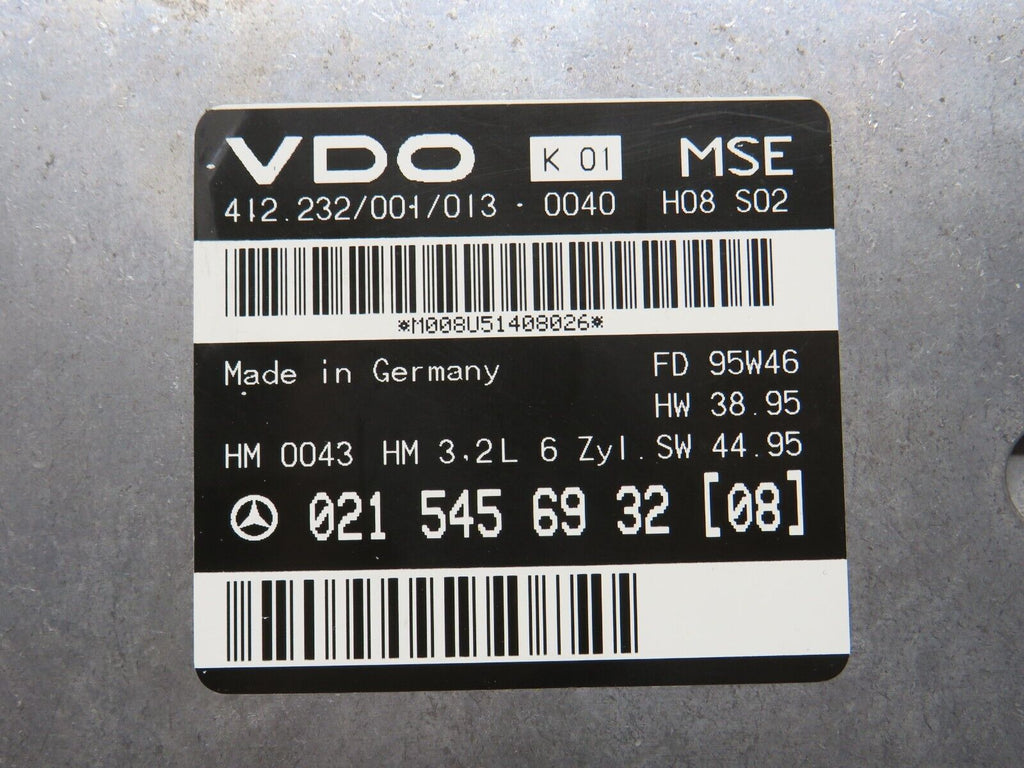 VDO K 01 MSE
412.232/001/013 · 0040 H08 S02
*M008U51408026*
Made in Germany FD 95W46
HW 38.95
HM 0043 HM 3.2L 6 Zyl. SW 44.95
021 545 69 32 [08]